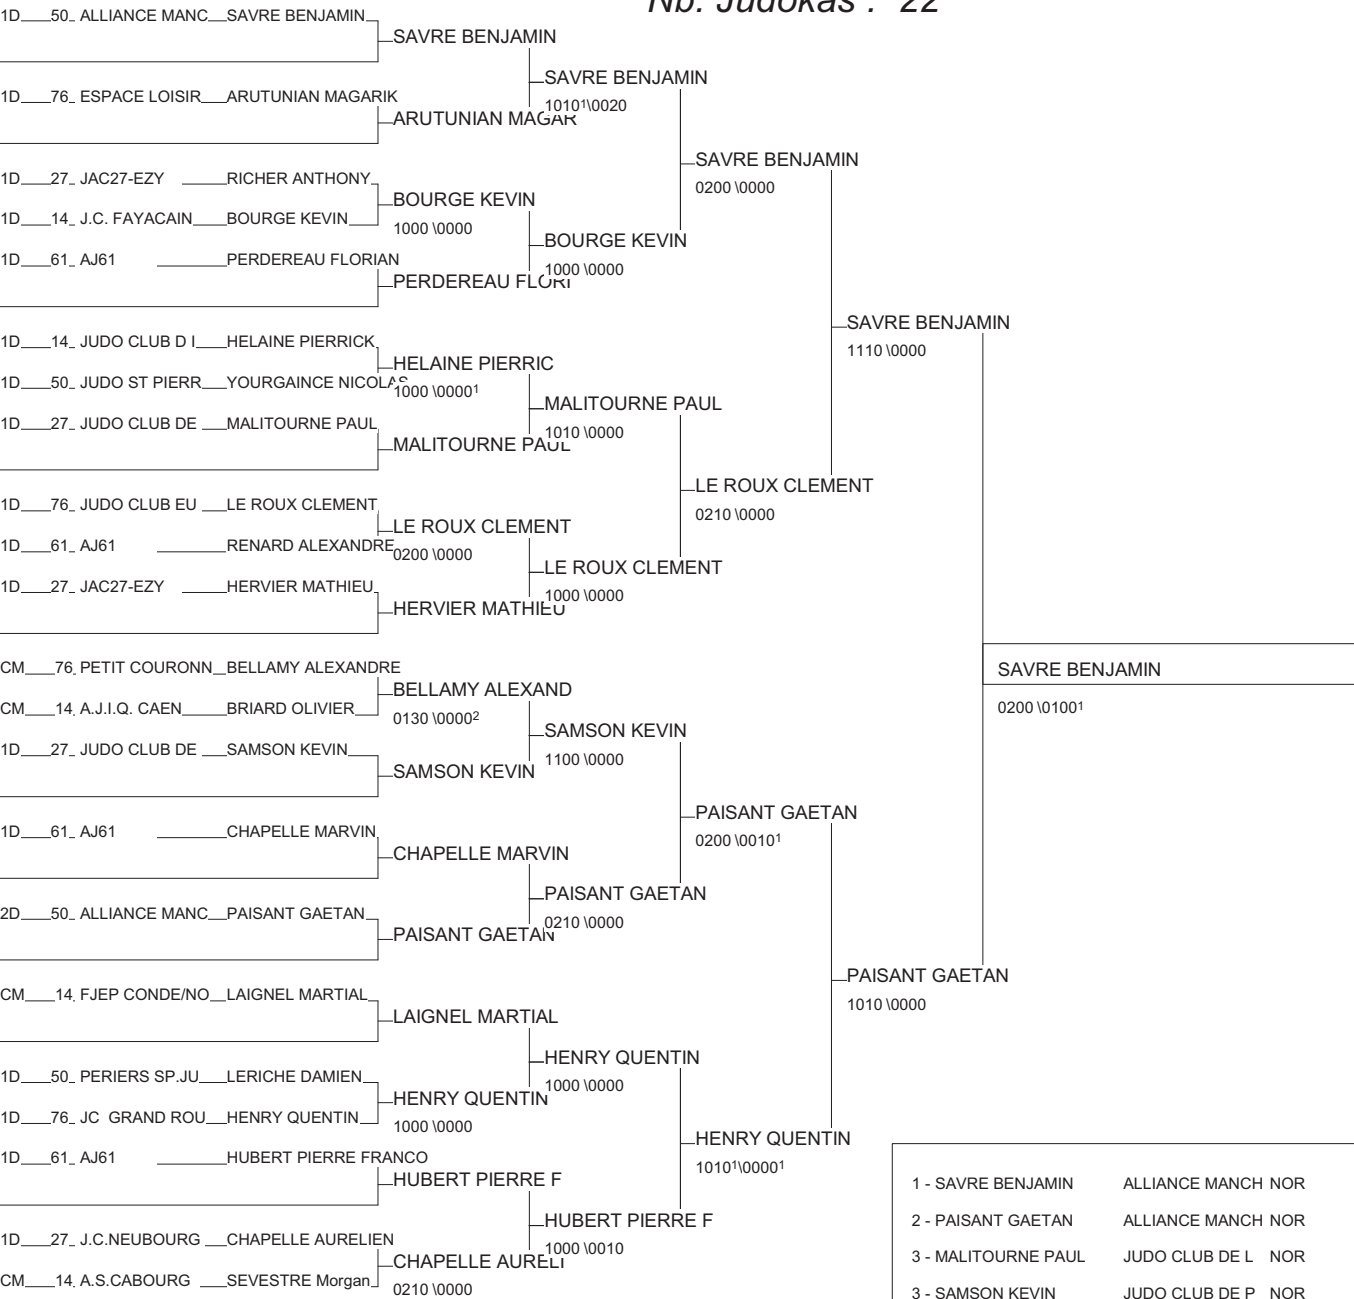 Nb. Judokas : 22
1D 50 ALLIANCE MANC SAVRE BENJAMIN
SAVRE BENJAMIN
SAVRE BENJAMIN
1010¹\0020
1D 76 ESPACE LOISIR ARUTUNIAN MAGARIK
ARUTUNIAN MAGAR
SAVRE BENJAMIN
0200 \0000
1D 27 JAC27-EZY RICHER ANTHONY
BOURGE KEVIN
1000 \0000
1D 14 J.C. FAYACAIN BOURGE KEVIN
BOURGE KEVIN
1000 \0000
1D 61 AJ61 PERDEREAU FLORIAN
PERDEREAU FLORI
SAVRE BENJAMIN
1110 \0000
1D 14 JUDO CLUB D I HELAINE PIERRICK
HELAINE PIERRIC
1000 \0000¹
1D 50 JUDO ST PIERR YOURGAINCE NICOLAS
MALITOURNE PAUL
1010 \0000
1D 27 JUDO CLUB DE MALITOURNE PAUL
MALITOURNE PAUL
LE ROUX CLEMENT
0210 \0000
1D 76 JUDO CLUB EU LE ROUX CLEMENT
LE ROUX CLEMENT
0200 \0000
1D 61 AJ61 RENARD ALEXANDRE
LE ROUX CLEMENT
1000 \0000
1D 27 JAC27-EZY HERVIER MATHIEU
HERVIER MATHIEU
SAVRE BENJAMIN
0200 \0100¹
CM 76 PETIT COURONN BELLAMY ALEXANDRE
BELLAMY ALEXAND
0130 \0000²
CM 14 A.J.I.Q. CAEN BRIARD OLIVIER
SAMSON KEVIN
1100 \0000
1D 27 JUDO CLUB DE SAMSON KEVIN
SAMSON KEVIN
PAISANT GAETAN
0200 \0010¹
1D 61 AJ61 CHAPELLE MARVIN
CHAPELLE MARVIN
PAISANT GAETAN
0210 \0000
2D 50 ALLIANCE MANC PAISANT GAETAN
PAISANT GAETAN
PAISANT GAETAN
1010 \0000
CM 14 FJEP CONDE/NO LAIGNEL MARTIAL
LAIGNEL MARTIAL
HENRY QUENTIN
1000 \0000
1D 50 PERIERS SP.JU LERICHE DAMIEN
HENRY QUENTIN
1000 \0000
1D 76 JC GRAND ROU HENRY QUENTIN
HENRY QUENTIN
1010¹\0000¹
1D 61 AJ61 HUBERT PIERRE FRANCO
HUBERT PIERRE F
HUBERT PIERRE F
1000 \0010
1D 27 J.C.NEUBOURG CHAPELLE AURELIEN
CHAPELLE AURELI
0210 \0000
CM 14 A.S.CABOURG SEVESTRE Morgan
1 - SAVRE BENJAMIN ALLIANCE MANCH NOR
2 - PAISANT GAETAN ALLIANCE MANCH NOR
3 - MALITOURNE PAUL JUDO CLUB DE L NOR
3 - SAMSON KEVIN JUDO CLUB DE P NOR